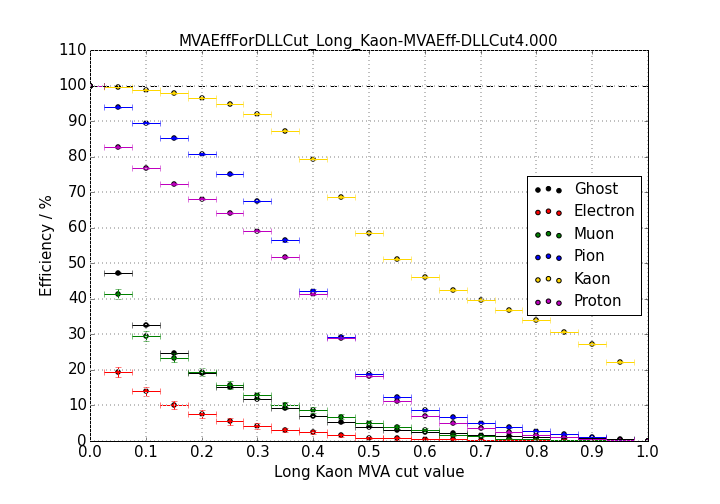 MVAEffForDLLCut_Long_Kaon-MVAEff-DLLCut4.000
110
100
90
80
70
60
50
40
30
20
10
0
Efficiency / %
Ghost
Electron
Muon
Pion
Kaon
Proton
0.0 0.1 0.2 0.3 0.4 0.5 0.6 0.7 0.8 0.9 1.0
Long Kaon MVA cut value